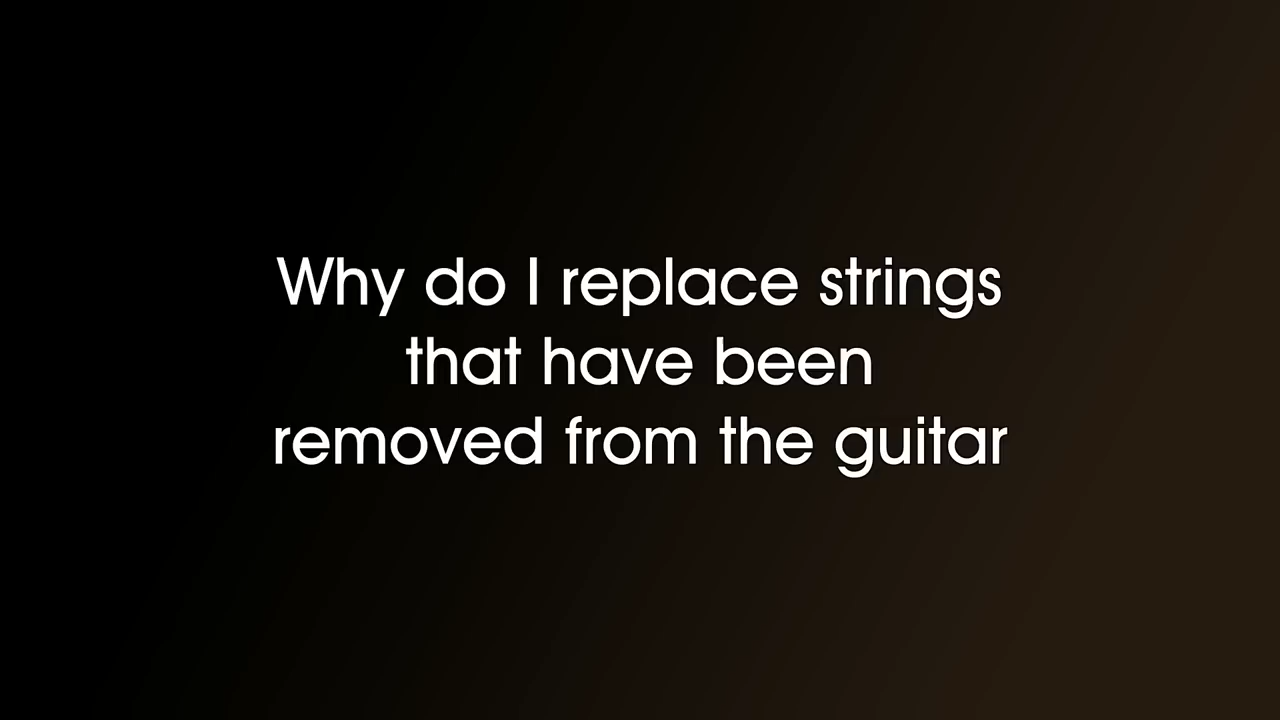 Why do I replace strings
that have been
removed from the guitar